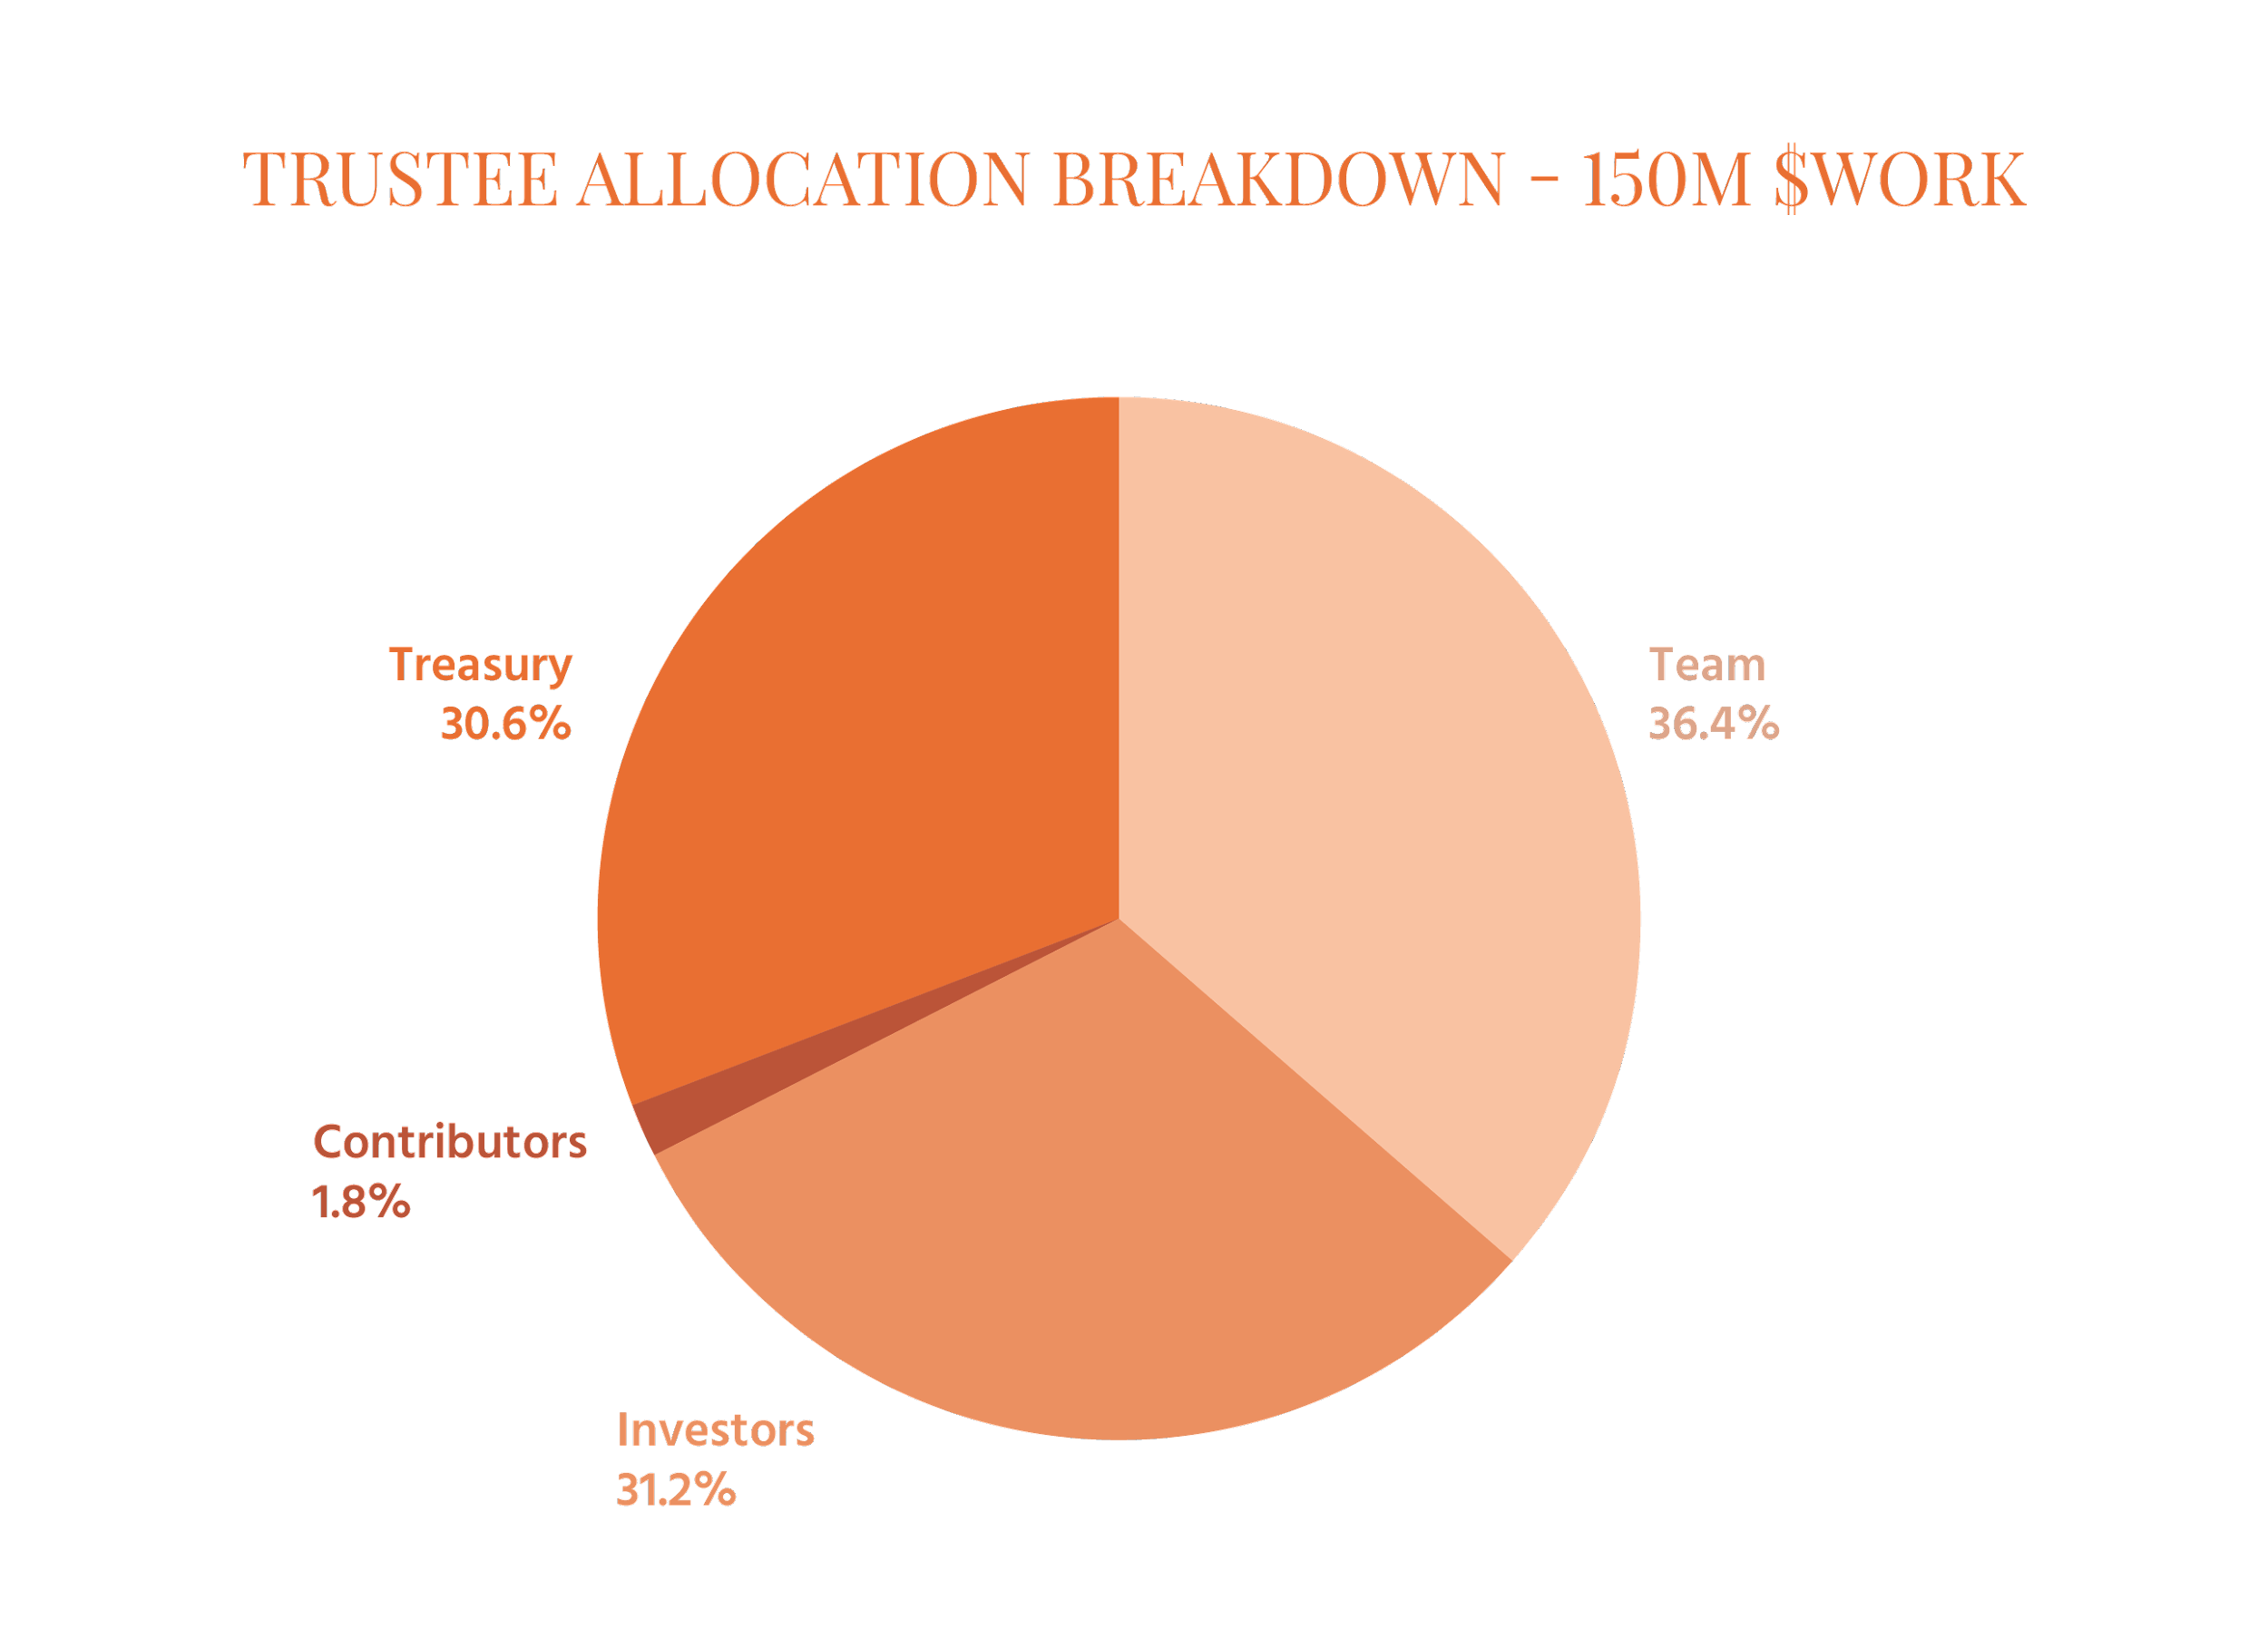 TRUSTEE ALLOCATION BREAKDOWN – 150M $WORK
Treasury
30.6%
Team
36.4%
Contributors
1.8%
Investors
31.2%